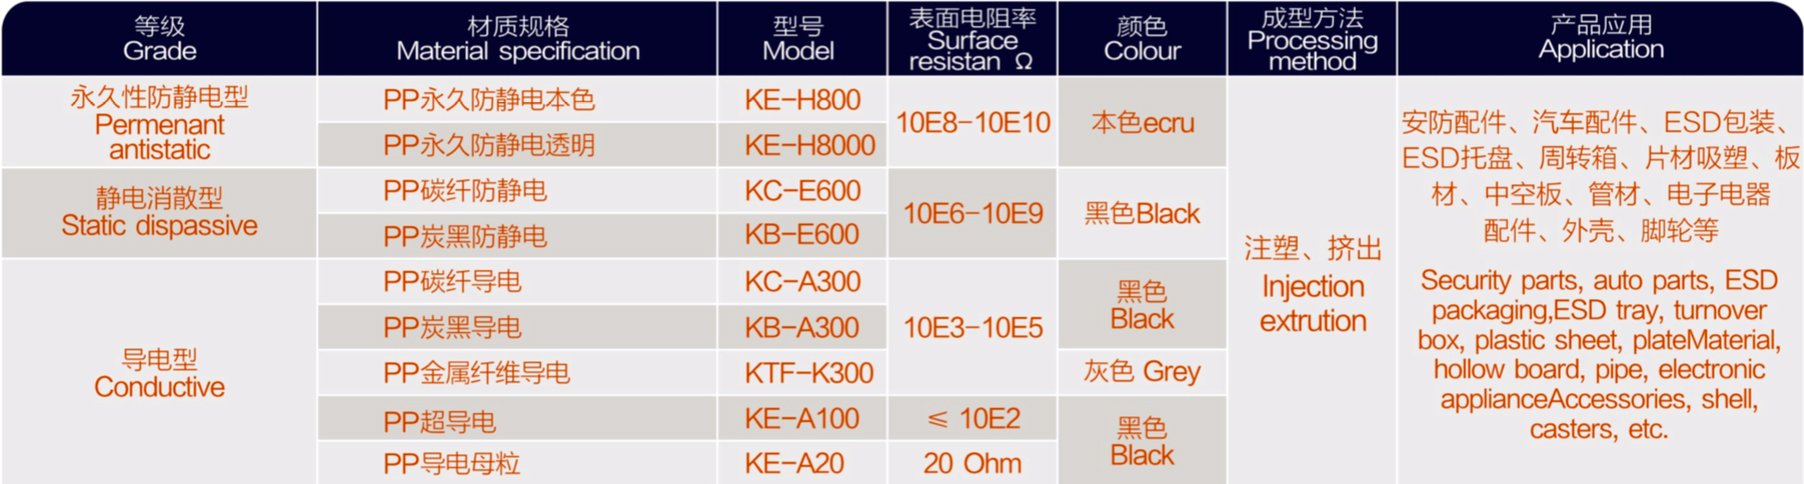 等级
Grade
材质规格
Material specification
型号
Model
表面电阻率
Surface
resistan Ω
颜色
Colour
成型方法
Processing
method
产品应用
Application
永久性防静电型
Permenant
antistatic
PP永久防静电本色
KE-H800
PP永久防静电透明
KE-H8000
10E8-10E10
本色ecru
静电消散型
Static dispassive
PP碳纤防静电
KC-E600
PP炭黑防静电
KB-E600
10E6-10E9
黑色Black
导电型
Conductive
PP碳纤导电
KC-A300
PP炭黑导电
KB-A300
10E3-10E5
黑色
Black
PP金属纤维导电
KTF-K300
灰色 Grey
PP超导电
KE-A100
≤ 10E2
PP导电母粒
KE-A20
20 Ohm
黑色
Black
注塑、挤出
Injection
extrution
安防配件、汽车配件、ESD包装、
ESD托盘、周转箱、片材吸塑、板
材、中空板、管材、电子电器
配件、外壳、脚轮等
Security parts, auto parts, ESD
packaging,ESD tray, turnover
box, plastic sheet, plateMaterial,
hollow board, pipe, electronic
applianceAccessories, shell,
casters, etc.